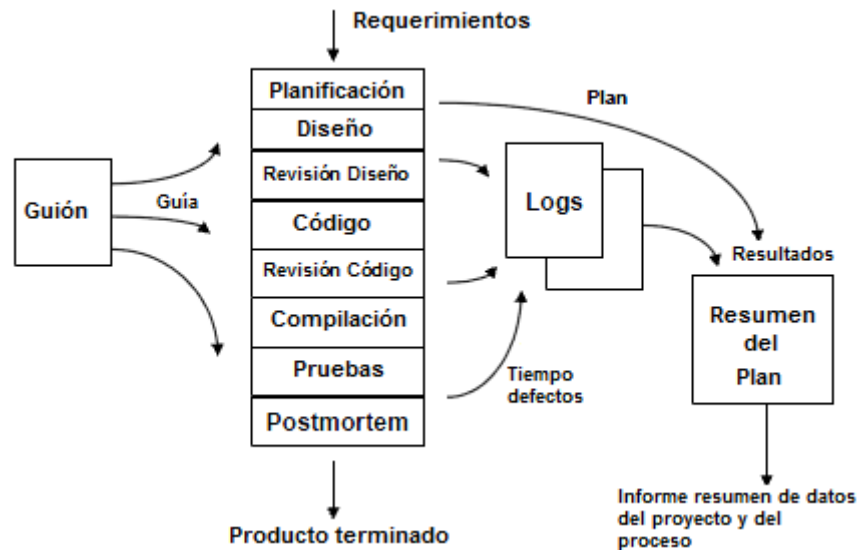 Requerimientos
Planificación
Plan
Diseño
Revisión Diseño
Guión
Guía
Logs
Código
Resultados
Revisión Código
Compilación
Resumen
del
Plan
Pruebas
Tiempo
defectos
Postmortem
Informe resumen de datos
del proyecto y del
proceso
Producto terminado